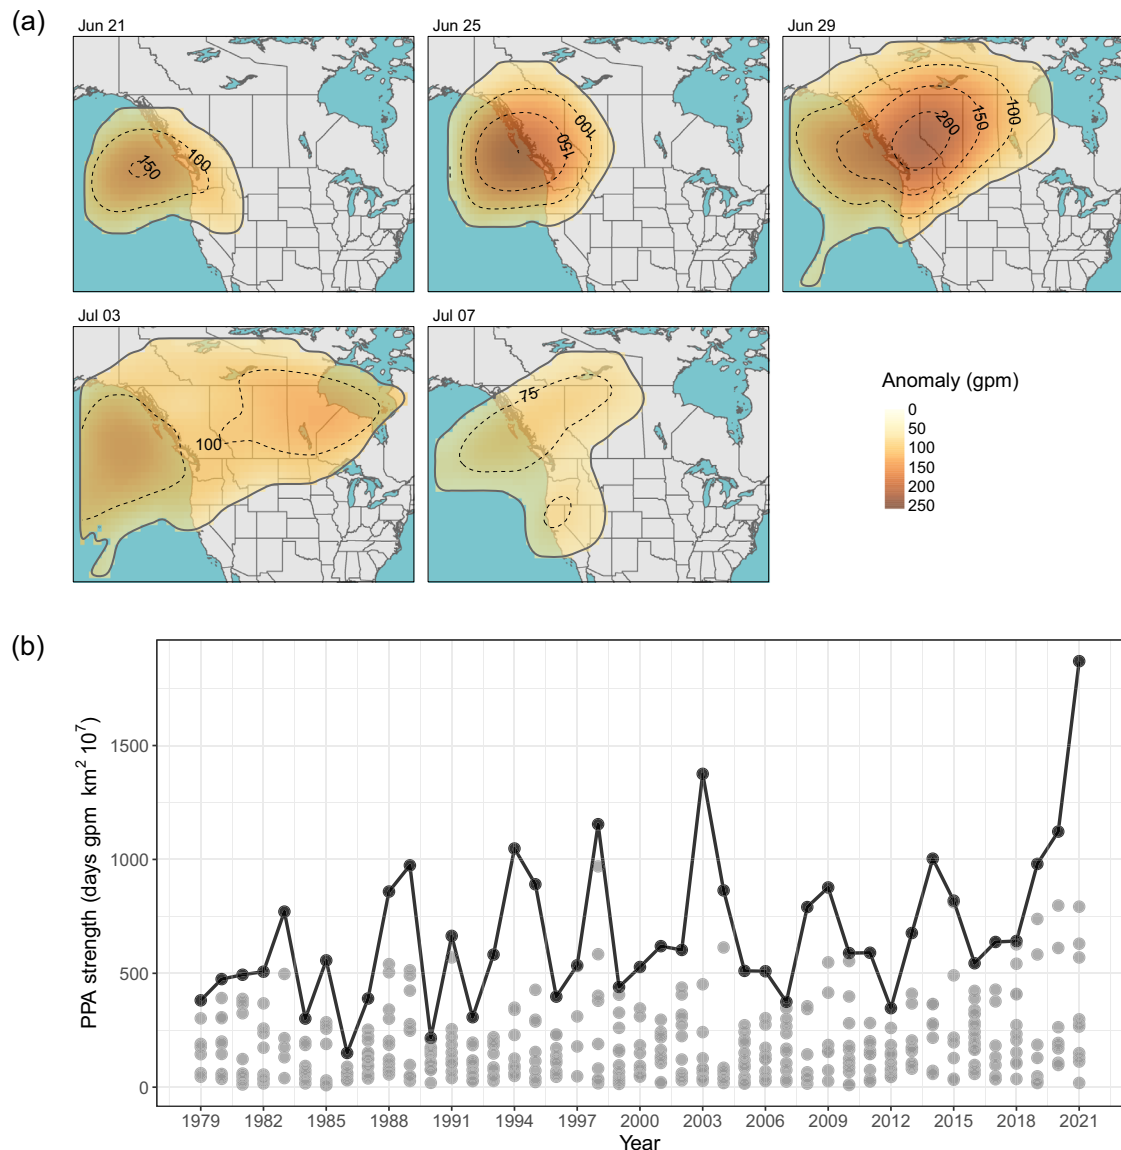 (a)
Jun 21
Jun 25
Jun 29
150
100
100
150
200
150
100
Jul 03
Jul 07
100
75
Anomaly (gpm)
0
50
100
150
200
250
(b)
PPA strength (days gpm km² 10⁷)
1500
1000
500
0
1979 1982 1985 1988 1991 1994 1997 2000 2003 2006 2009 2012 2015 2018 2021
Year